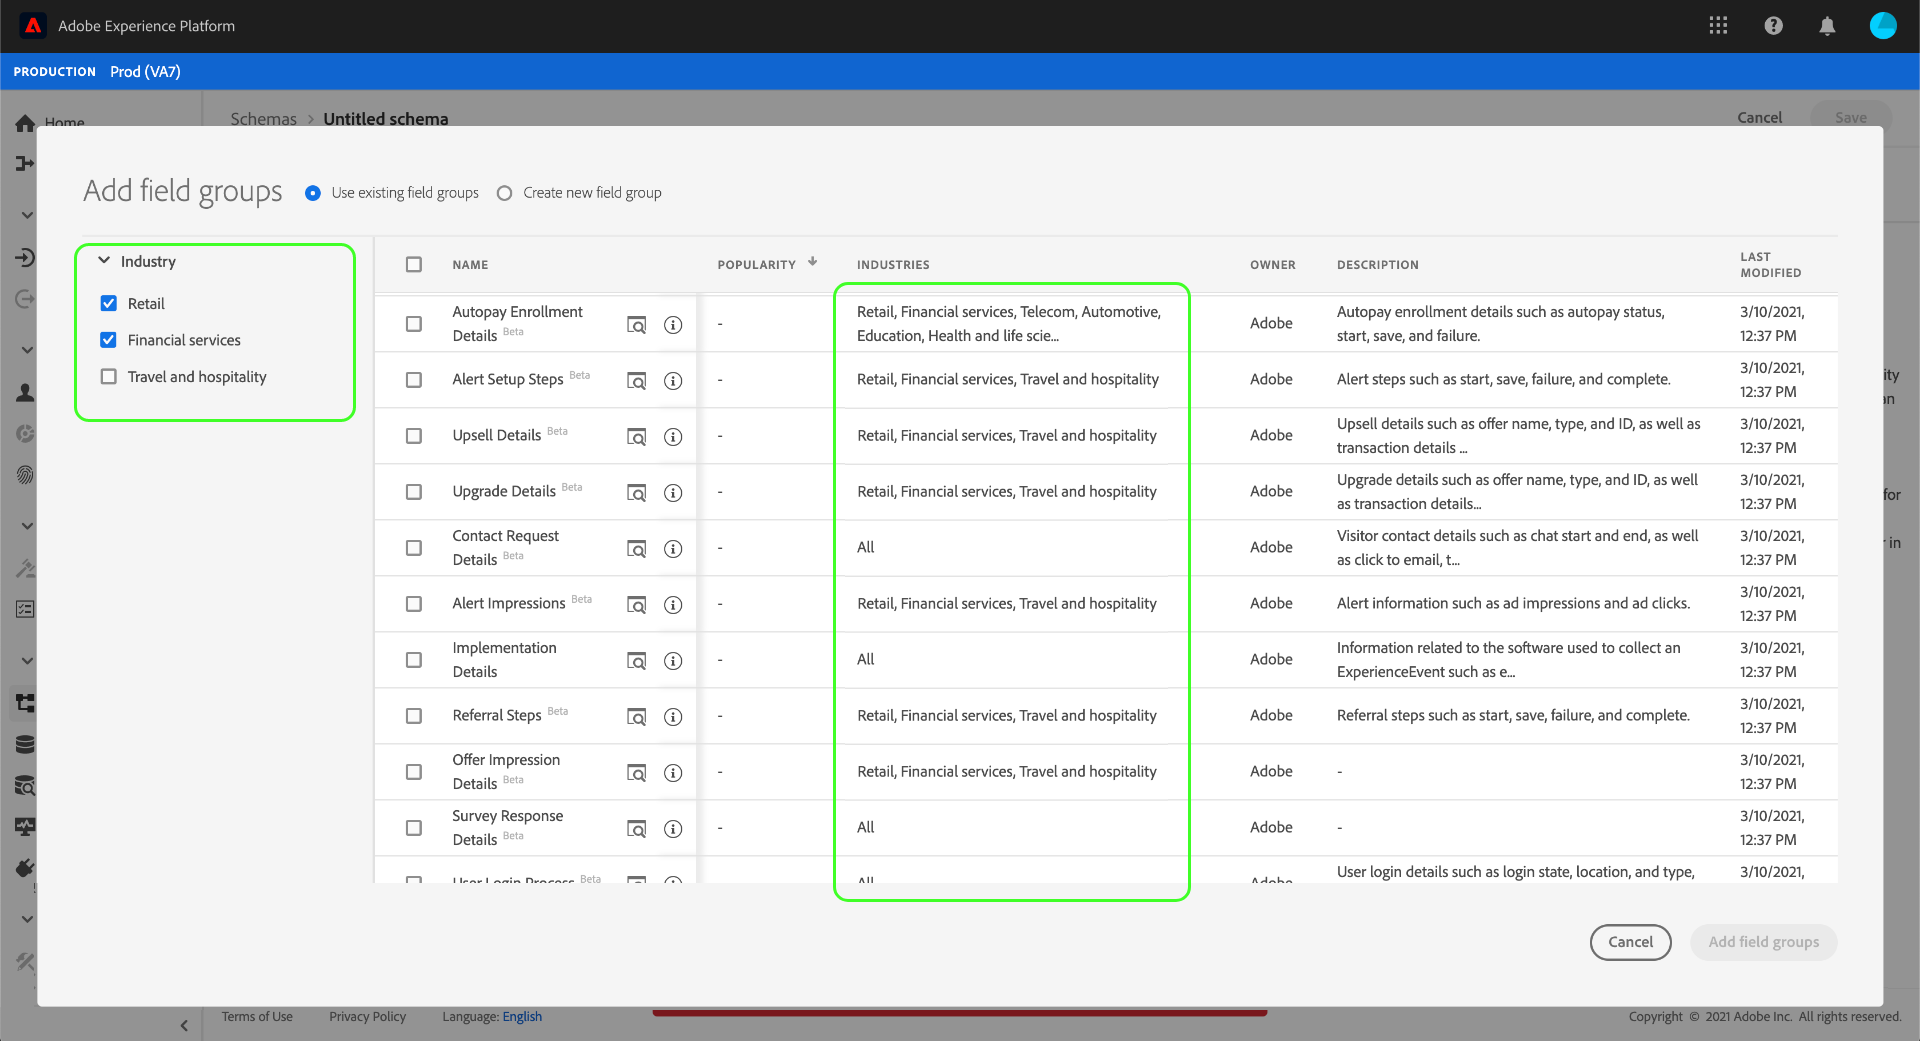 Adobe Experience Platform
PRODUCTION Prod (VA7)
Home
Schemas > Untitled schema
Cancel
Save
Add field groups
Use existing field groups
Create new field group
Industry
Retail
Financial services
Travel and hospitality
NAME
POPULARITY
INDUSTRIES
OWNER
DESCRIPTION
LAST
MODIFIED
Autopay Enrollment
Details Beta
-
Retail, Financial services, Telecom, Automotive,
Education, Health and life scie...
Adobe
Autopay enrollment details such as autopay status,
start, save, and failure.
3/10/2021,
12:37 PM
Alert Setup Steps Beta
-
Retail, Financial services, Travel and hospitality
Adobe
Alert steps such as start, save, failure, and complete.
3/10/2021,
12:37 PM
Upsell Details Beta
-
Retail, Financial services, Travel and hospitality
Adobe
Upsell details such as offer name, type, and ID, as well as
transaction details ...
3/10/2021,
12:37 PM
Upgrade Details Beta
-
Retail, Financial services, Travel and hospitality
Adobe
Upgrade details such as offer name, type, and ID, as well
as transaction details...
3/10/2021,
12:37 PM
Contact Request
Details Beta
-
All
Adobe
Visitor contact details such as chat start and end, as well
as click to email, t...
3/10/2021,
12:37 PM
Alert Impressions Beta
-
Retail, Financial services, Travel and hospitality
Adobe
Alert information such as ad impressions and ad clicks.
3/10/2021,
12:37 PM
Implementation
Details
-
All
Adobe
Information related to the software used to collect an
ExperienceEvent such as e...
3/10/2021,
12:37 PM
Referral Steps Beta
-
Retail, Financial services, Travel and hospitality
Adobe
Referral steps such as start, save, failure, and complete.
3/10/2021,
12:37 PM
Offer Impression
Details Beta
-
Retail, Financial services, Travel and hospitality
Adobe
-
3/10/2021,
12:37 PM
Survey Response
Details Beta
-
All
Adobe
-
3/10/2021,
12:37 PM
User Login Process Beta
All
Adobe
User login details such as login state, location, and type,
3/10/2021,
for
in
Cancel
Add field groups
Terms of Use
Privacy Policy
Language: English
Copyright © 2021 Adobe Inc. All rights reserved.